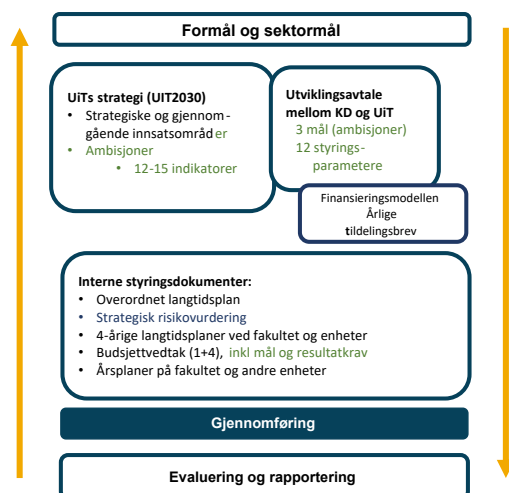 Formål og sektormål
UiTs strategi (UIT2030)
• Strategiske og gjennom-
gående innsatsområder
• Ambisjoner
• 12-15 indikatorer
Utviklingsavtale
mellom KD og UiT
3 mål (ambisjoner)
12 styrings-
parametere
Finansieringsmodellen
Årlige
tildelingsbrev
Interne styringsdokumenter:
• Overordnet langtidsplan
• Strategisk risikovurdering
• 4-årige langtidsplaner ved fakultet og enheter
• Budsjettvedtak (1+4), inkl mål og resultatkrav
• Årsplaner på fakultet og andre enheter
Gjennomføring
Evaluering og rapportering